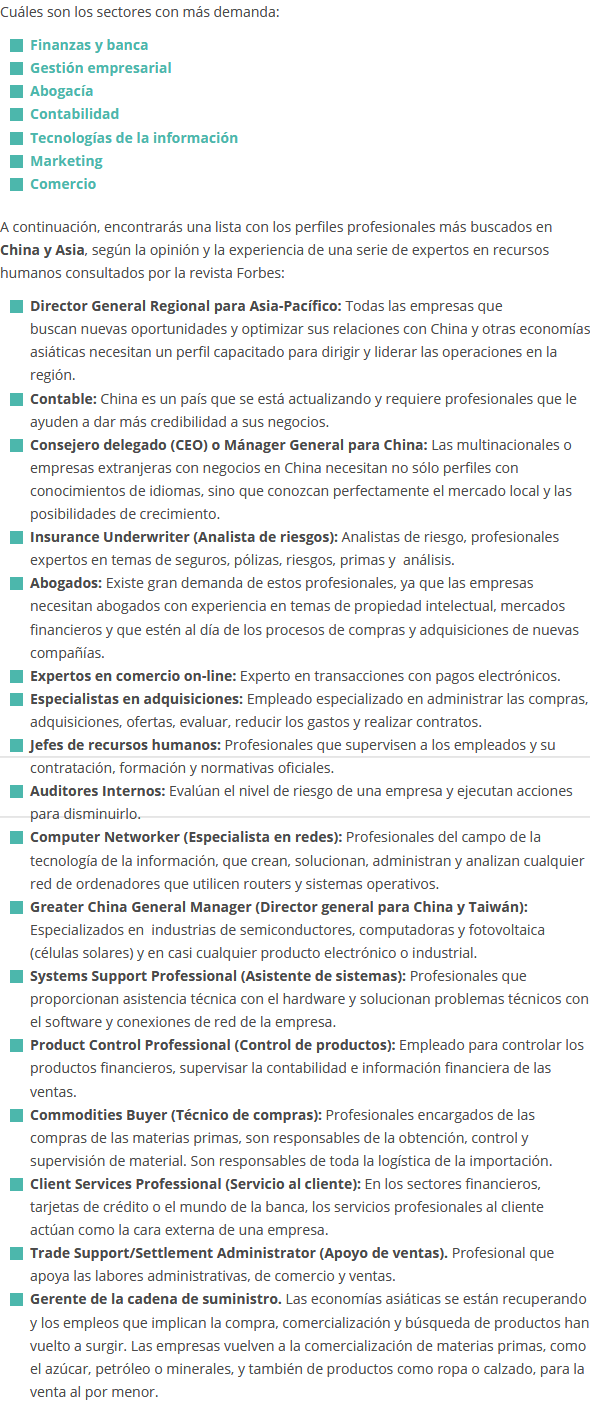 Cuáles son los sectores con más demanda:
Finanzas y banca
Gestión empresarial
Abogacía
Contabilidad
Tecnologías de la información
Marketing
Comercio
A continuación, encontrarás una lista con los perfiles profesionales más buscados en
China y Asia, según la opinión y la experiencia de una serie de expertos en recursos
humanos consultados por la revista Forbes:
Director General Regional para Asia-Pacífico: Todas las empresas que
buscan nuevas oportunidades y optimizar sus relaciones con China y otras economías
asiáticas necesitan un perfil capacitado para dirigir y liderar las operaciones en la
región.
Contable: China es un país que se está actualizando y requiere profesionales que le
ayuden a dar más credibilidad a sus negocios.
Consejero delegado (CEO) o Mánager General para China: Las multinacionales o
empresas extranjeras con negocios en China necesitan no sólo perfiles con
conocimientos de idiomas, sino que conozcan perfectamente el mercado local y las
posibilidades de crecimiento.
Insurance Underwriter (Analista de riesgos): Analistas de riesgo, profesionales
expertos en temas de seguros, pólizas, riesgos, primas y  análisis.
Abogados: Existe gran demanda de estos profesionales, ya que las empresas
necesitan abogados con experiencia en temas de propiedad intelectual, mercados
financieros y que estén al día de los procesos de compras y adquisiciones de nuevas
compañías.
Expertos en comercio on-line: Experto en transacciones con pagos electrónicos.
Especialistas en adquisiciones: Empleado especializado en administrar las compras,
adquisiciones, ofertas, evaluar, reducir los gastos y realizar contratos.
Jefes de recursos humanos: Profesionales que supervisen a los empleados y su
contratación, formación y normativas oficiales.
Auditores Internos: Evalúan el nivel de riesgo de una empresa y ejecutan acciones
para disminuirlo.
Computer Networker (Especialista en redes): Profesionales del campo de la
tecnología de la información, que crean, solucionan, administran y analizan cualquier
red de ordenadores que utilicen routers y sistemas operativos.
Greater China General Manager (Director general para China y Taiwán):
Especializados en  industrias de semiconductores, computadoras y fotovoltaica
(células solares) y en casi cualquier producto electrónico o industrial.
Systems Support Professional (Asistente de sistemas): Profesionales que
proporcionan asistencia técnica con el hardware y solucionan problemas técnicos con
el software y conexiones de red de la empresa.
Product Control Professional (Control de productos): Empleado para controlar los
productos financieros, supervisar la contabilidad e información financiera de las
ventas.
Commodities Buyer (Técnico de compras): Profesionales encargados de las
compras de las materias primas, son responsables de la obtención, control y
supervisión de material. Son responsables de toda la logística de la importación.
Client Services Professional (Servicio al cliente): En los sectores financieros,
tarjetas de crédito o el mundo de la banca, los servicios profesionales al cliente
actúan como la cara externa de una empresa.
Trade Support/Settlement Administrator (Apoyo de ventas). Profesional que
apoya las labores administrativas, de comercio y ventas.
Gerente de la cadena de suministro. Las economías asiáticas se están recuperando
y los empleos que implican la compra, comercialización y búsqueda de productos han
vuelto a surgir. Las empresas vuelven a la comercialización de materias primas, como
el azúcar, petróleo o minerales, y también de productos como ropa o calzado, para la
venta al por menor.